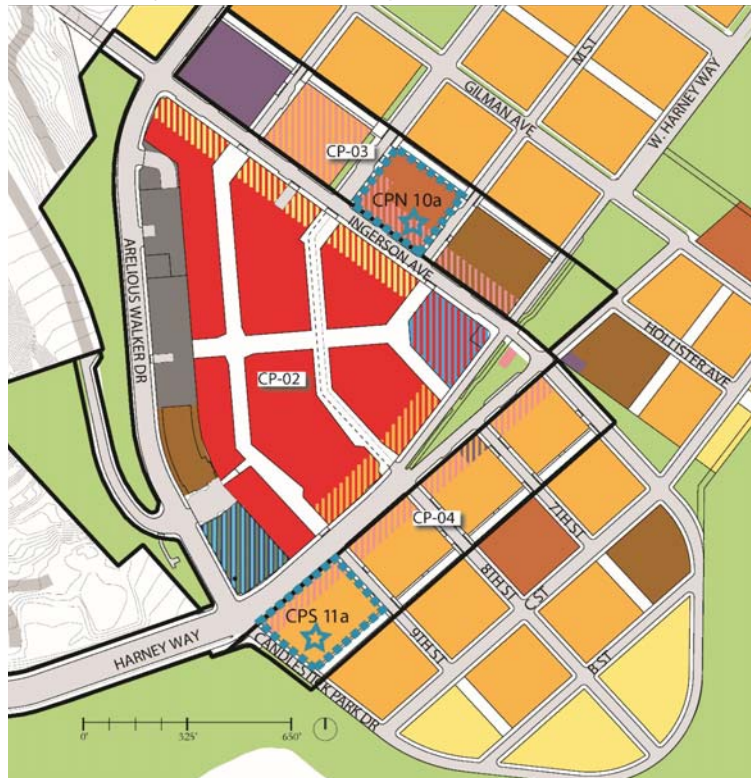 M ST
W. HARNEY WAY
GILMAN AVE
CP-03
CPN 10a
INGERSON AVE
ARELIOUS WALKER DR
HOLLISTER AVE
CP-02
CP-04
7TH ST
8TH ST
C ST
CPS 11a
9TH ST
B ST
HARNEY WAY
CANDLESTICK PARK DR
0' 325' 650'